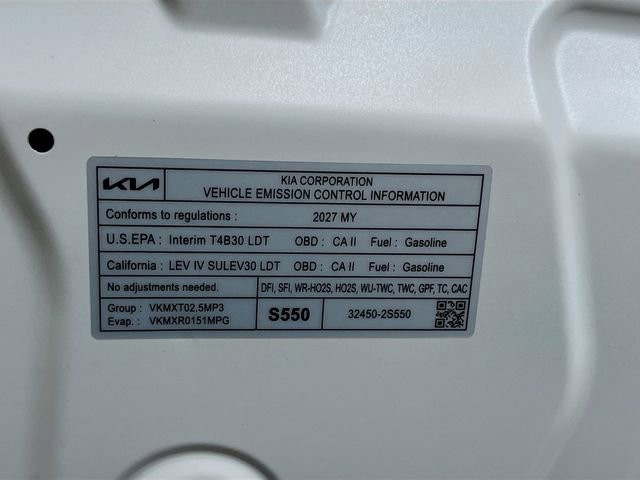 KIA
KIA CORPORATION
VEHICLE EMISSION CONTROL INFORMATION
Conforms to regulations : 2027 MY
U.S.EPA : Interim T4B30 LDT OBD : CA II Fuel : Gasoline
California : LEV IV SULEV30 LDT OBD : CA II Fuel : Gasoline
No adjustments needed. DFI, SFI, WR-HO2S, HO2S, WU-TWC, TWC, GPF, TC, CAC
Group : VKMXT02.5MP3
Evap. : VKMXR0151MPG
S550
32450-2S550